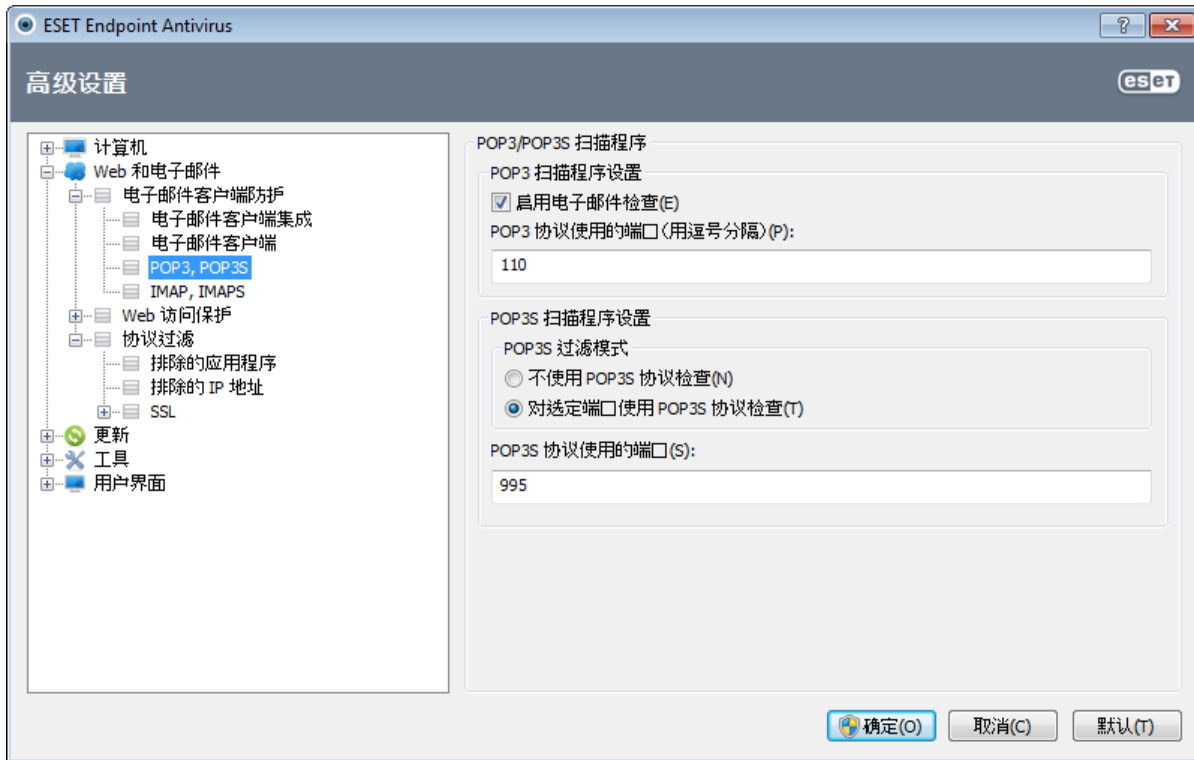 ESET Endpoint Antivirus
高级设置
eset
计算机
Web 和电子邮件
电子邮件客户端防护
电子邮件客户端集成
电子邮件客户端
POP3, POP3S
IMAP, IMAPS
Web 访问保护
协议过滤
排除的应用程序
排除的 IP 地址
SSL
更新
工具
用户界面
POP3/POP3S 扫描程序
POP3 扫描程序设置
启用电子邮件检查(E)
POP3 协议使用的端口(用逗号分隔)(P):
110
POP3S 扫描程序设置
POP3S 过滤模式
不使用 POP3S 协议检查(N)
对选定端口使用 POP3S 协议检查(T)
POP3S 协议使用的端口(S):
995
确定(O)
取消(C)
默认(T)